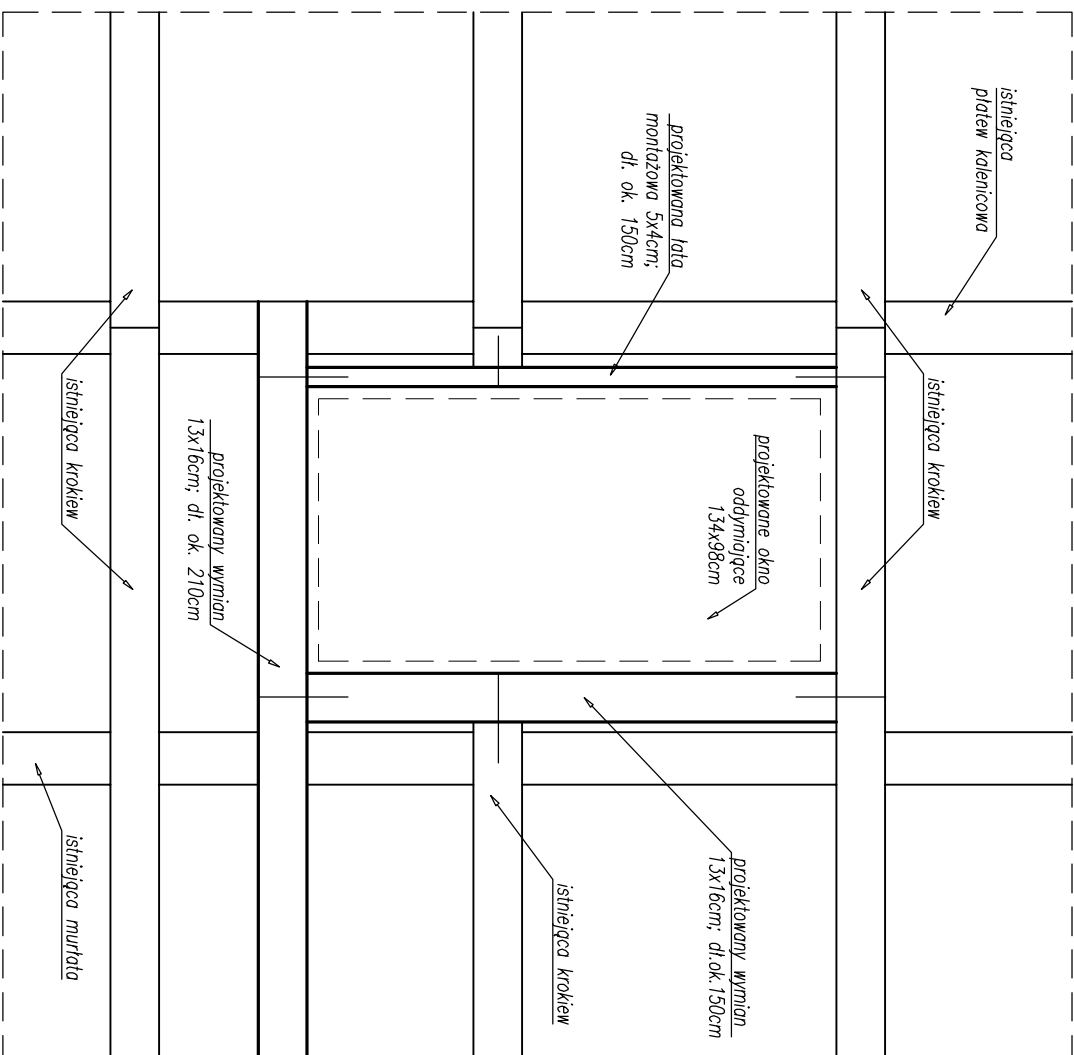 istniejąca
płatew kalenicowa
istniejąca krokiew
projektowana łata
montażowa 5x4cm;
dł. ok. 150cm
projektowane okno
oddymiające
134x98cm
projektowany wymian
13x16cm; dł.ok.150cm
istniejąca krokiew
projektowany wymian
13x16cm; dł. ok. 210cm
istniejąca krokiew
istniejąca murłata